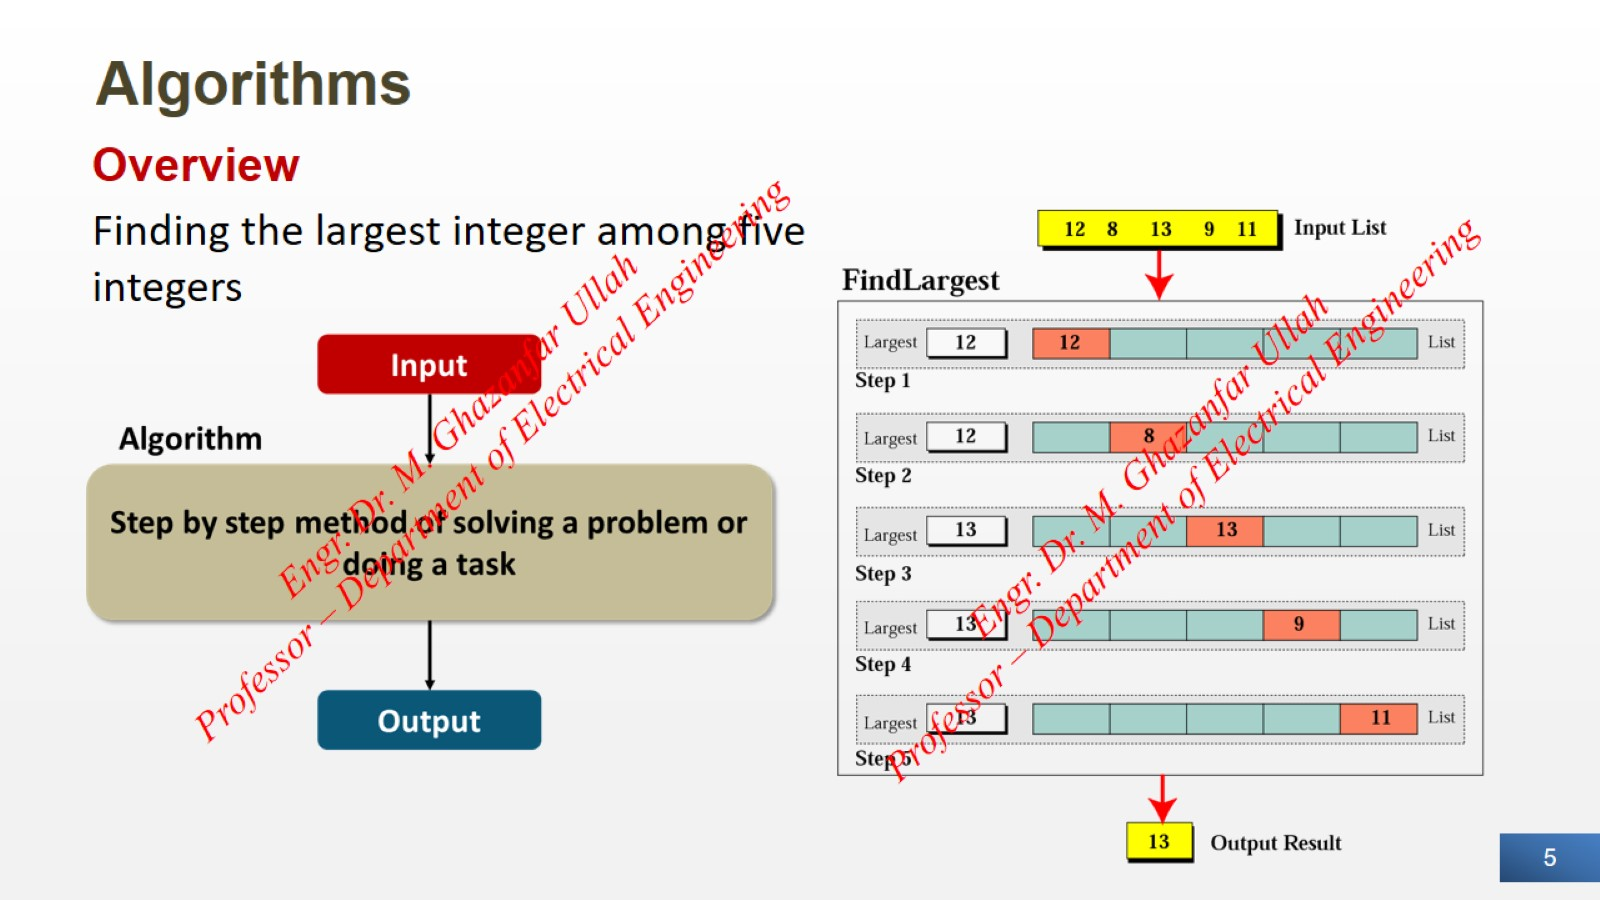 Algorithms
Overview
Finding the largest integer among five
integers
Input
Algorithm
Step by step method of solving a problem or
doing a task
Output
12 8 13 9 11 Input List
FindLargest
Largest 12 12 List
Step 1
Largest 12 8 List
Step 2
Largest 13 13 List
Step 3
Largest 13 9 List
Step 4
Largest 13 11 List
Step 5
13 Output Result
Engr. Dr. M. Ghazanfar Ullah
Professor – Department of Electrical Engineering
Engr. Dr. M. Ghazanfar Ullah
Professor – Department of Electrical Engineering
5